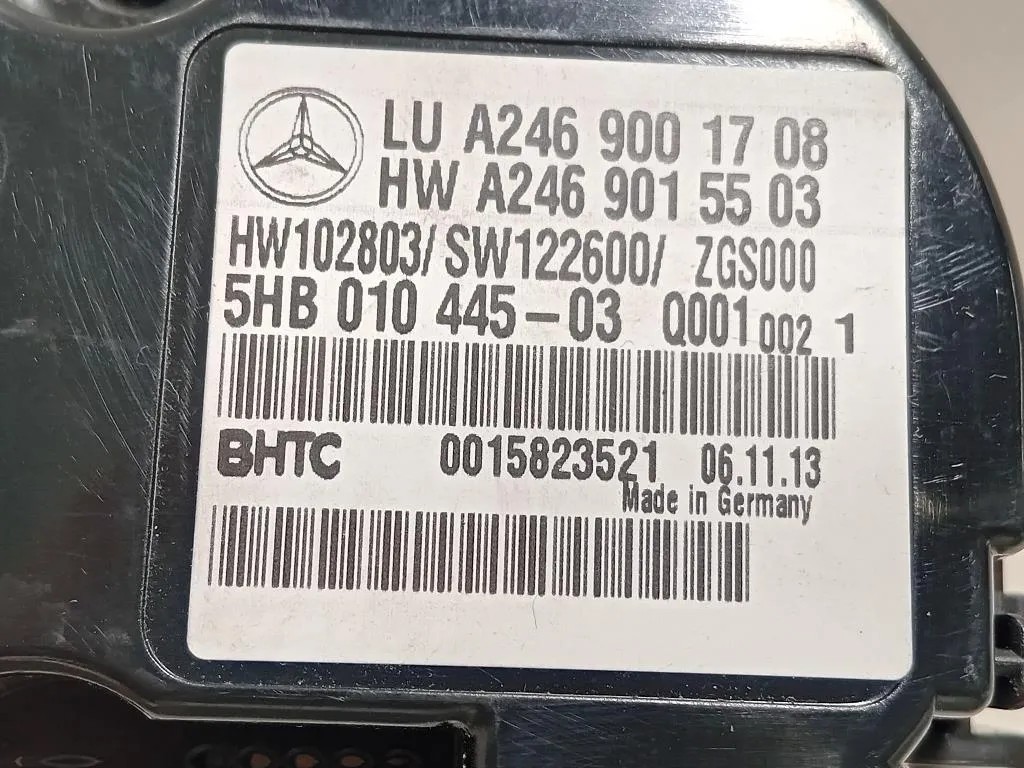 LU A246 900 17 08
HW A246 901 55 03
HW102803/ SW122600/ ZGS000
5HB 010 445-03 Q001 002 1
BHTC 0015823521 06.11.13
Made in Germany